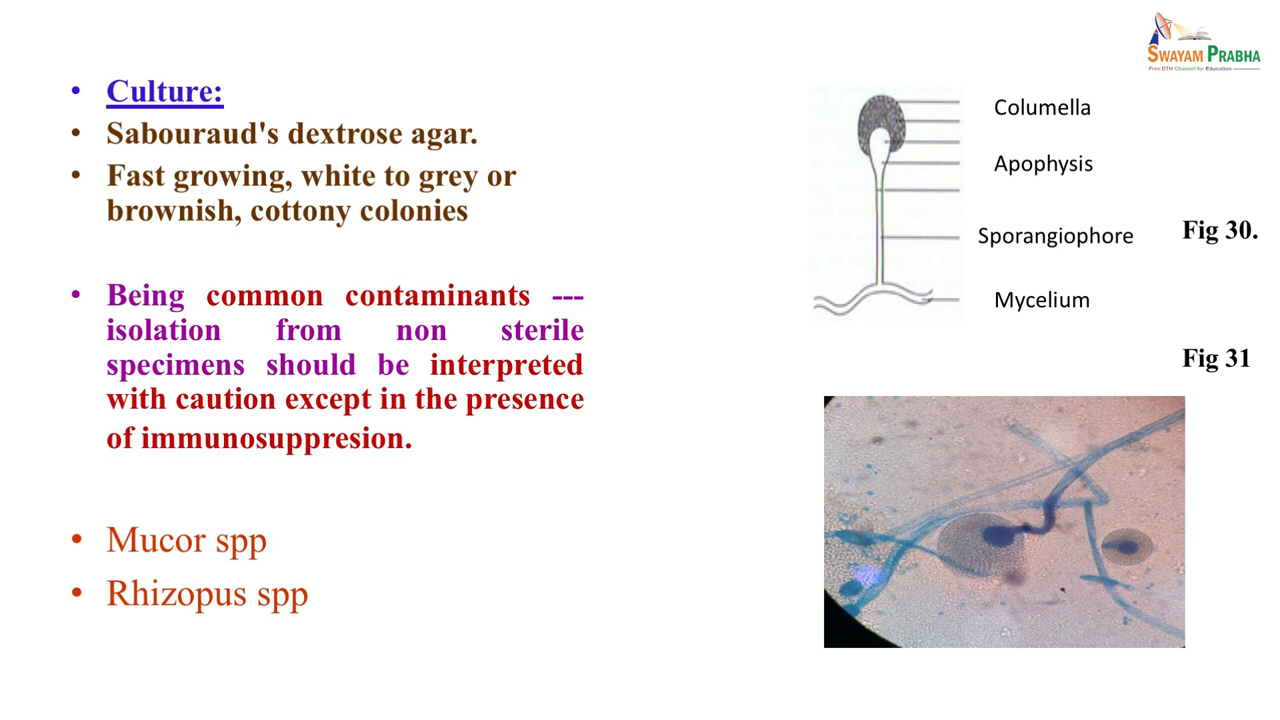 SWAYAM PRABHA
Free DTH Channel for Education
• Culture:
• Sabouraud's dextrose agar.
• Fast growing, white to grey or
brownish, cottony colonies
• Being common contaminants ---
isolation from non sterile
specimens should be interpreted
with caution except in the presence
of immunosuppresion.
• Mucor spp
• Rhizopus spp
Columella
Apophysis
Sporangiophore
Mycelium
Fig 30.
Fig 31